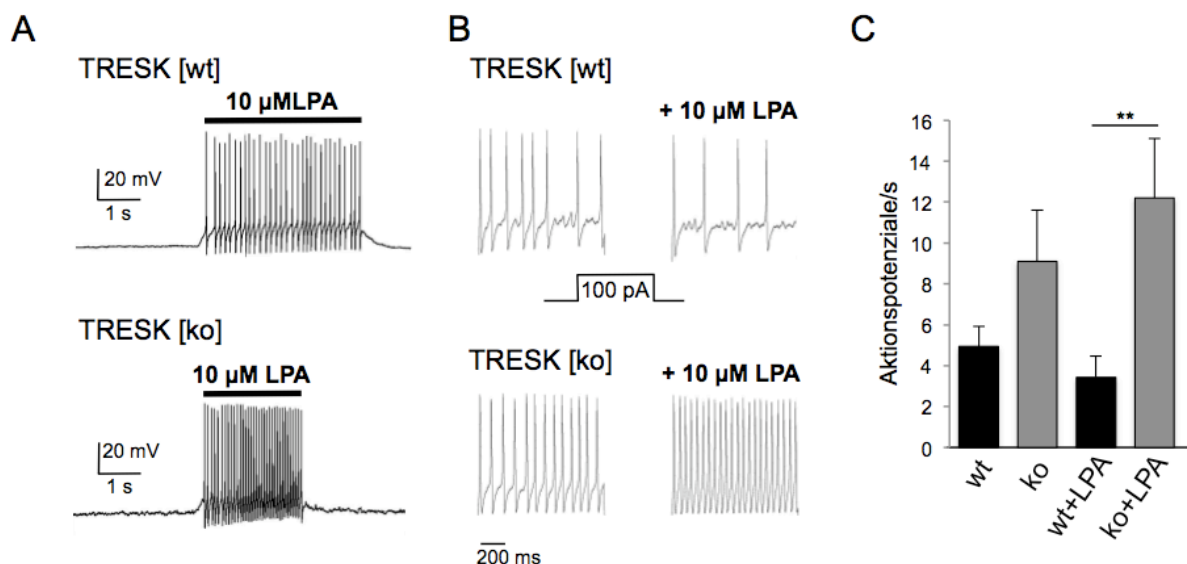 A
TRESK [wt]
10 µMLPA
20 mV
1 s
TRESK [ko]
10 µM LPA
20 mV
1 s
B
TRESK [wt]
+ 10 µM LPA
100 pA
TRESK [ko]
+ 10 µM LPA
200 ms
C
**
Aktionspotenziale/s
16
14
12
10
8
6
4
2
0
wt
ko
wt+LPA
ko+LPA